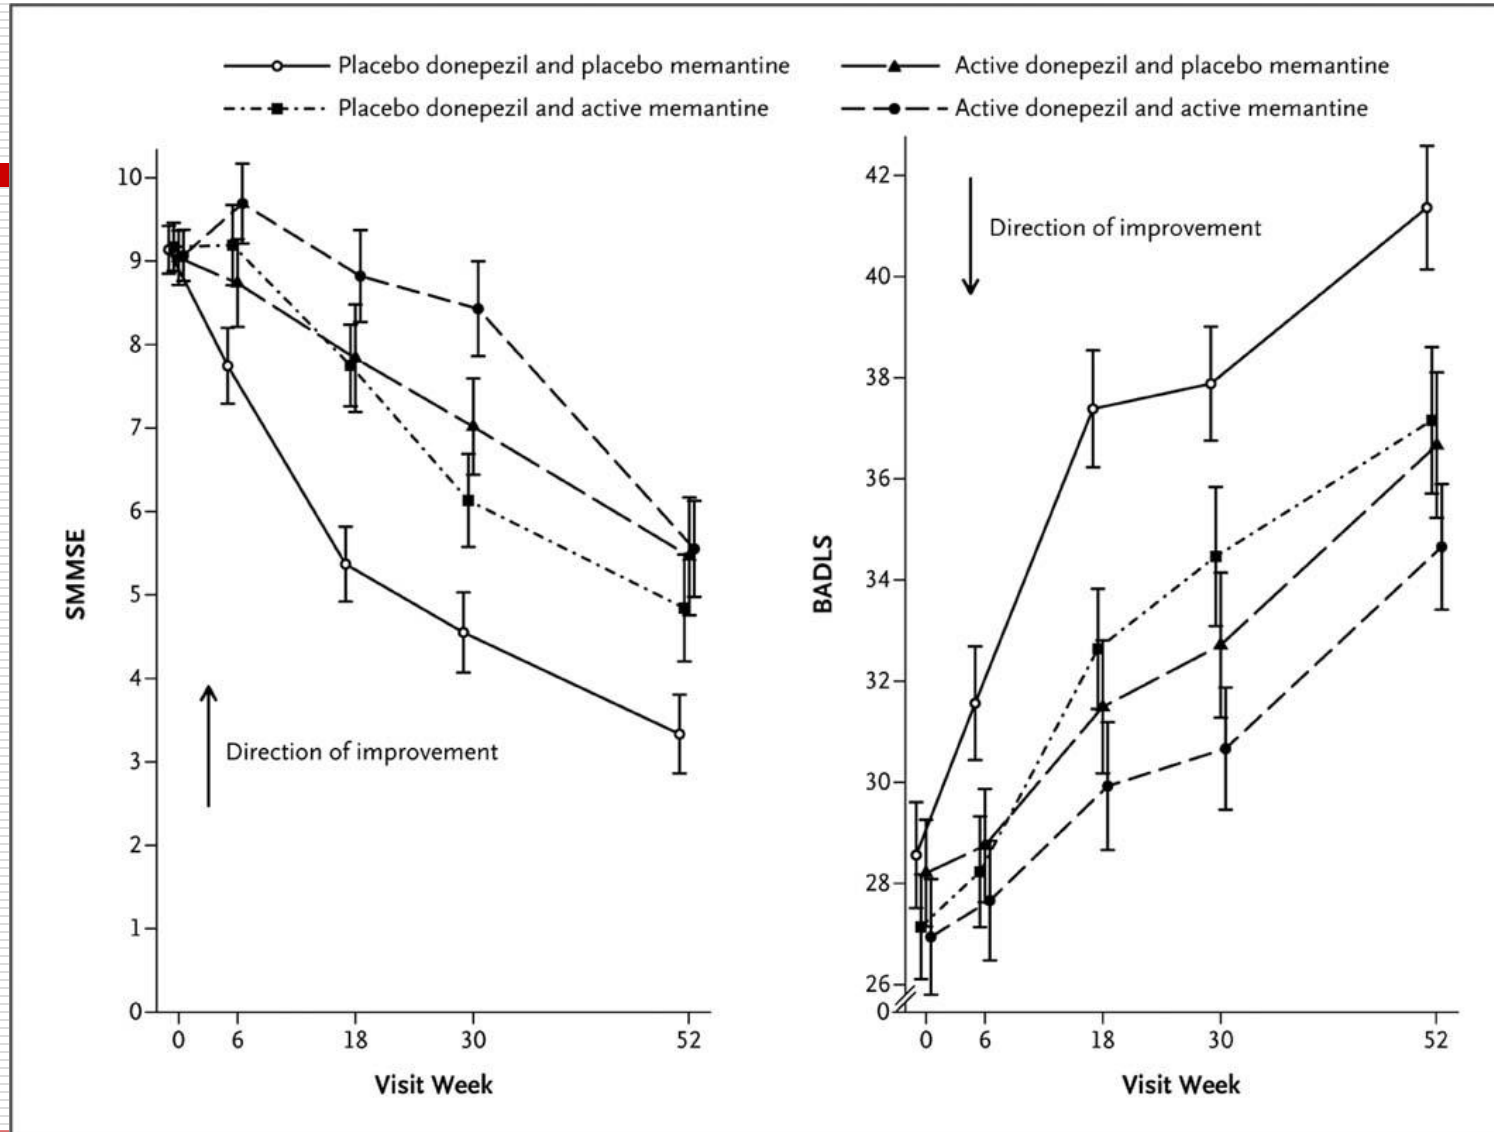 Placebo donepezil and placebo memantine
Active donepezil and placebo memantine
Placebo donepezil and active memantine
Active donepezil and active memantine
SMMSE
10
9
8
7
6
5
4
3
2
1
0
Direction of improvement
0 6 18 30 52
Visit Week
BADLS
42
40
38
36
34
32
30
28
26
0
Direction of improvement
0 6 18 30 52
Visit Week